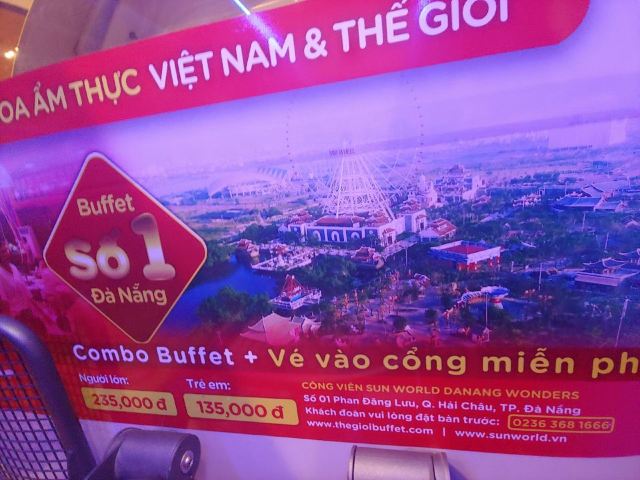 OA ẨM THỰC VIỆT NAM & THẾ GIỚI
Buffet
Số 1
Đà Nẵng
Combo Buffet + Vé vào cổng miễn ph
Người lớn:
235,000 đ
Trẻ em:
135,000 đ
CÔNG VIÊN SUN WORLD DANANG WONDERS
Số 01 Phan Đăng Lưu, Q. Hải Châu, TP. Đà Nẵng
Khách đoàn vui lòng đặt bàn trước: 0236 368 1666
www.thegioibuffet.com | www.sunworld.vn